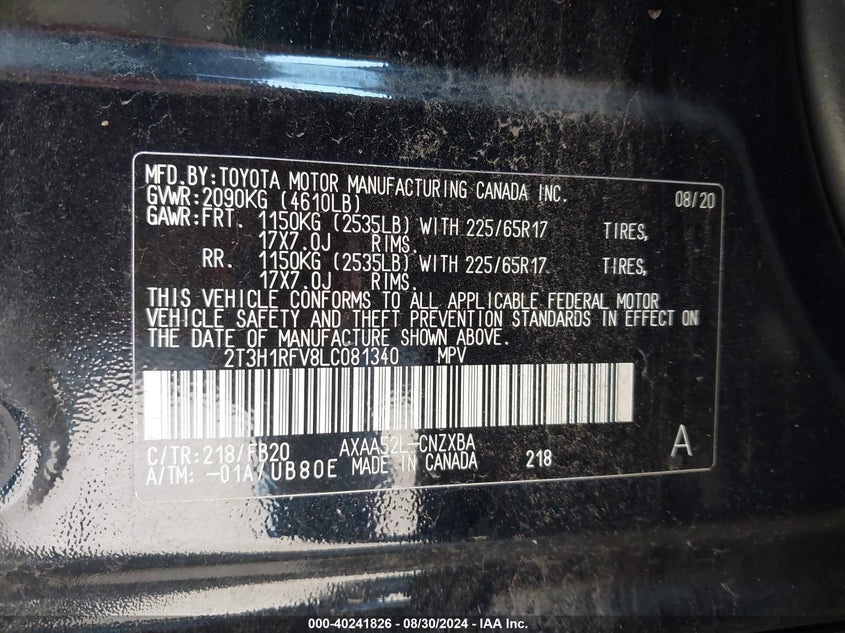 MFD.BY:TOYOTA MOTOR MANUFACTURING CANADA INC. 08/20
GVWR:2090KG (4610LB)
GAWR:FRT. 1150KG (2535LB) WITH 225/65R17 TIRES,
17X7.0J RIMS.
RR. 1150KG (2535LB) WITH 225/65R17 TIRES,
17X7.0J RIMS.
THIS VEHICLE CONFORMS TO ALL APPLICABLE FEDERAL MOTOR
VEHICLE SAFETY AND THEFT PREVENTION STANDARDS IN EFFECT ON
THE DATE OF MANUFACTURE SHOWN ABOVE.
2T3H1RFV8LC081340 MPV
C/TR:218/FB20 AXAA52L-CNZXBA A
A/TM: -01A/UB80E MADE IN CANADA 218
000-40241826 - 08/30/2024 - IAA Inc.